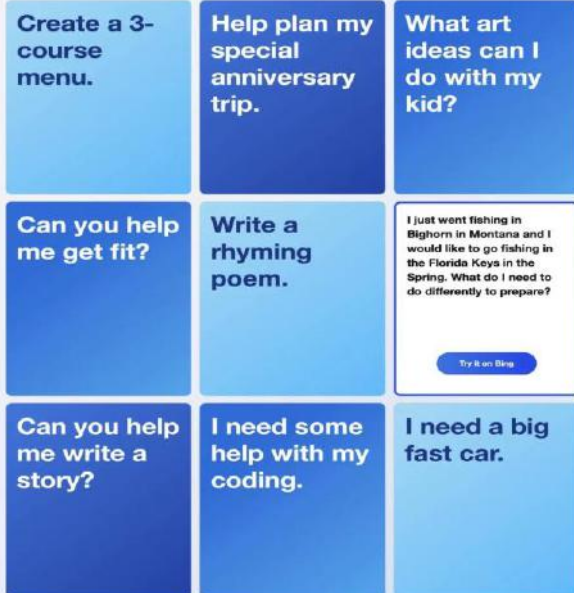 Create a 3-
course
menu.
Help plan my
special
anniversary
trip.
What art
ideas can I
do with my
kid?
Can you help
me get fit?
Write a
rhyming
poem.
I just went fishing in
Bighorn in Montana and I
would like to go fishing in
the Florida Keys in the
Spring. What do I need to
do differently to prepare?
Try it on Bing
Can you help
me write a
story?
I need some
help with my
coding.
I need a big
fast car.